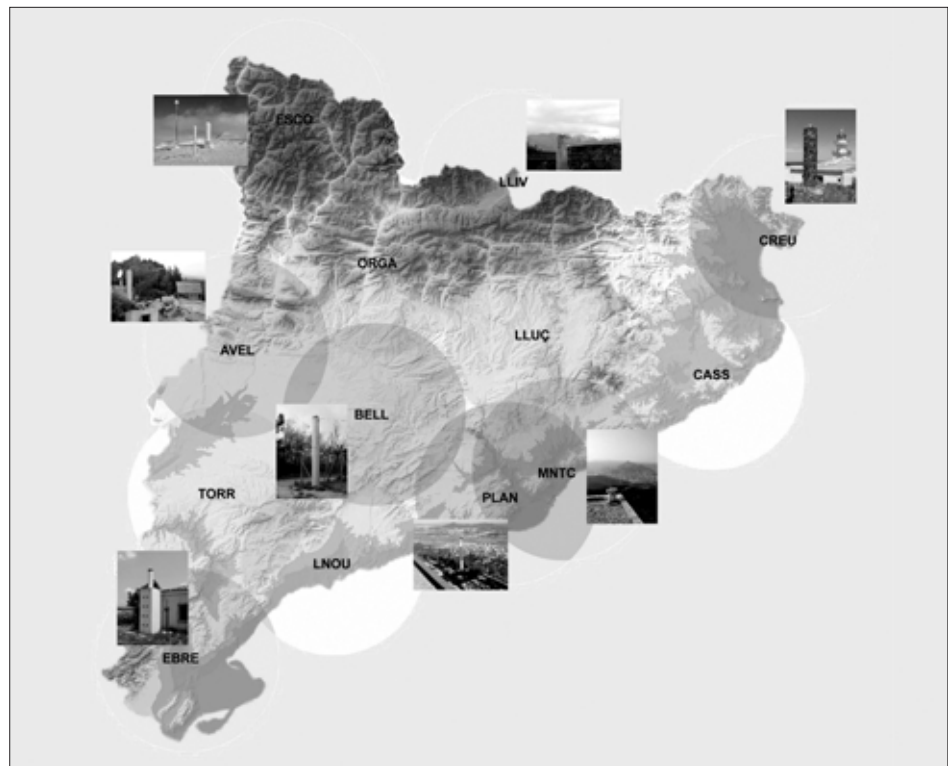 ESCO
LLIV
CREU
ORGA
LLUÇ
AVEL
CASS
BELL
MNTC
TORR
PLAN
LNOU
EBRE